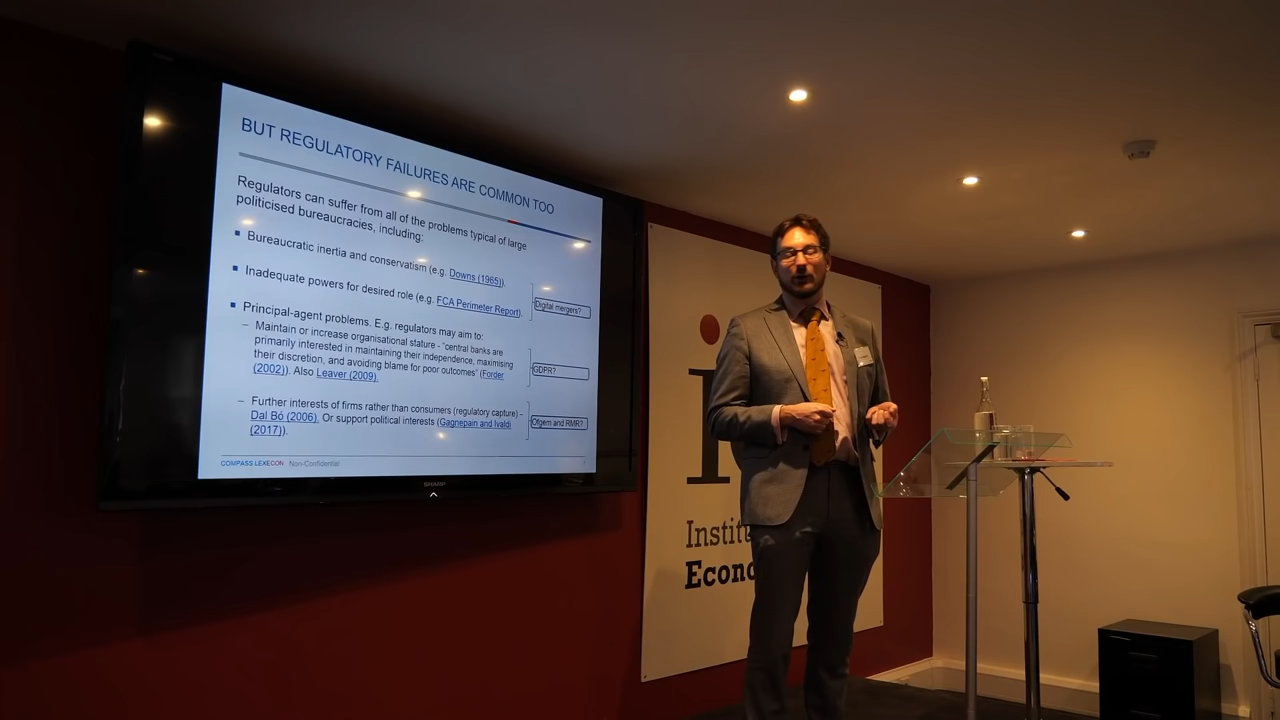 BUT REGULATORY FAILURES ARE COMMON TOO
Regulators can suffer from all of the problems typical of large
politicised bureaucracies, including:
▪ Bureaucratic inertia and conservatism (e.g. Downs (1965)).
▪ Inadequate powers for desired role (e.g. FCA Perimeter Report).
Digital mergers?
▪ Principal-agent problems. E.g. regulators may aim to:
– Maintain or increase organisational stature - "central banks are
primarily interested in maintaining their independence, maximising
their discretion, and avoiding blame for poor outcomes" (Forder
(2002)). Also Leaver (2009).
GDPR?
– Further interests of firms rather than consumers (regulatory capture) –
Dal Bó (2006). Or support political interests (Gagnepain and Ivaldi
(2017)).
Ofgem and RMR?
COMPASS LEXECON Non-Confidential
SHARP
i
Institu
Econo